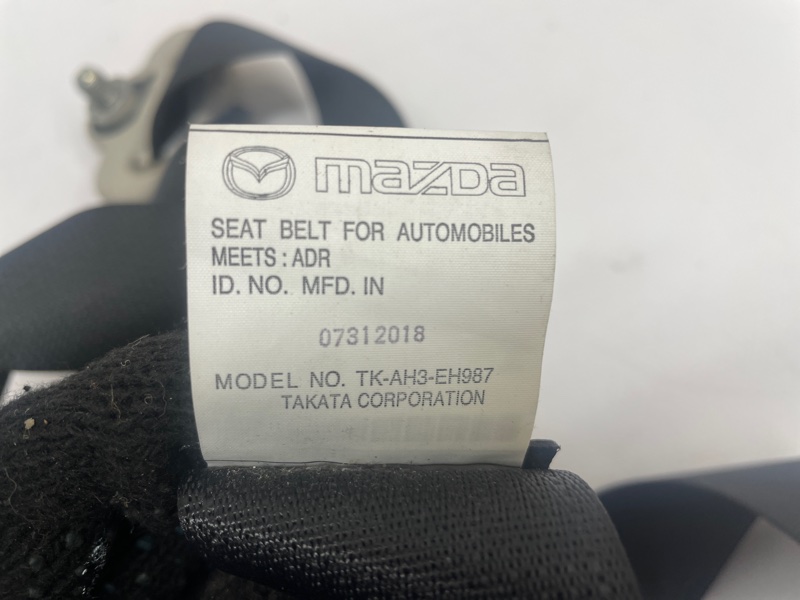 mazda
SEAT BELT FOR AUTOMOBILES
MEETS : ADR
ID. NO. MFD. IN
07312018
MODEL NO. TK-AH3-EH987
TAKATA CORPORATION